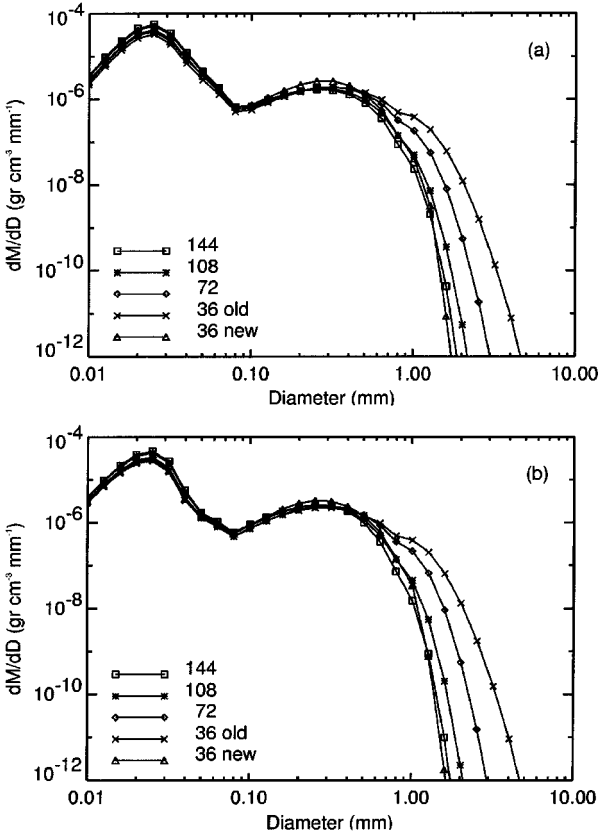 (a)
dM/dD (gr cm⁻³ mm⁻¹)
10⁻⁴
10⁻⁶
10⁻⁸
10⁻¹⁰
10⁻¹²
144
108
72
36 old
36 new
0.01 0.10 1.00 10.00
Diameter (mm)
(b)
dM/dD (gr cm⁻³ mm⁻¹)
10⁻⁴
10⁻⁶
10⁻⁸
10⁻¹⁰
10⁻¹²
144
108
72
36 old
36 new
0.01 0.10 1.00 10.00
Diameter (mm)